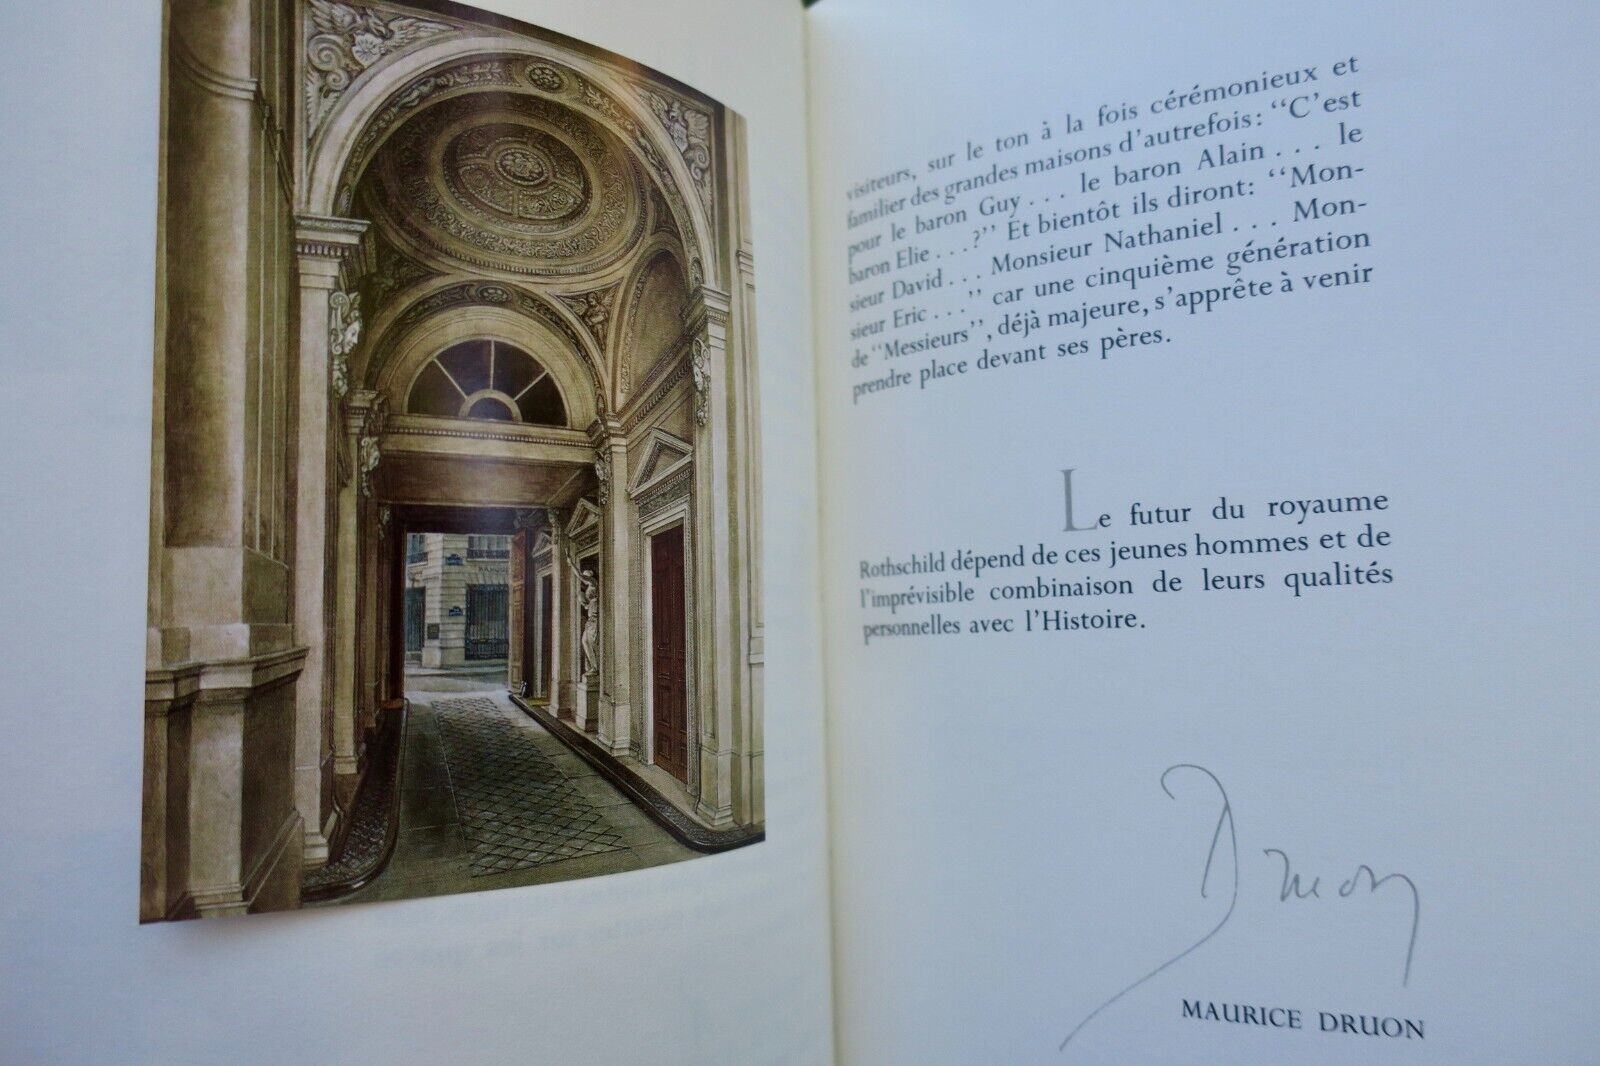 visiteurs, sur le ton à la fois cérémonieux et
familier des grandes maisons d'autrefois: “C'est
pour le baron Guy . . . le baron Alain . . . le
baron Elie . . .?” Et bientôt ils diront: “Mon-
sieur David . . . Monsieur Nathaniel . . . Mon-
sieur Eric . . .” car une cinquième génération
de “Messieurs”, déjà majeure, s'apprête à venir
prendre place devant ses pères.
Le futur du royaume
Rothschild dépend de ces jeunes hommes et de
l'imprévisible combinaison de leurs qualités
personnelles avec l'Histoire.
Druon
MAURICE DRUON